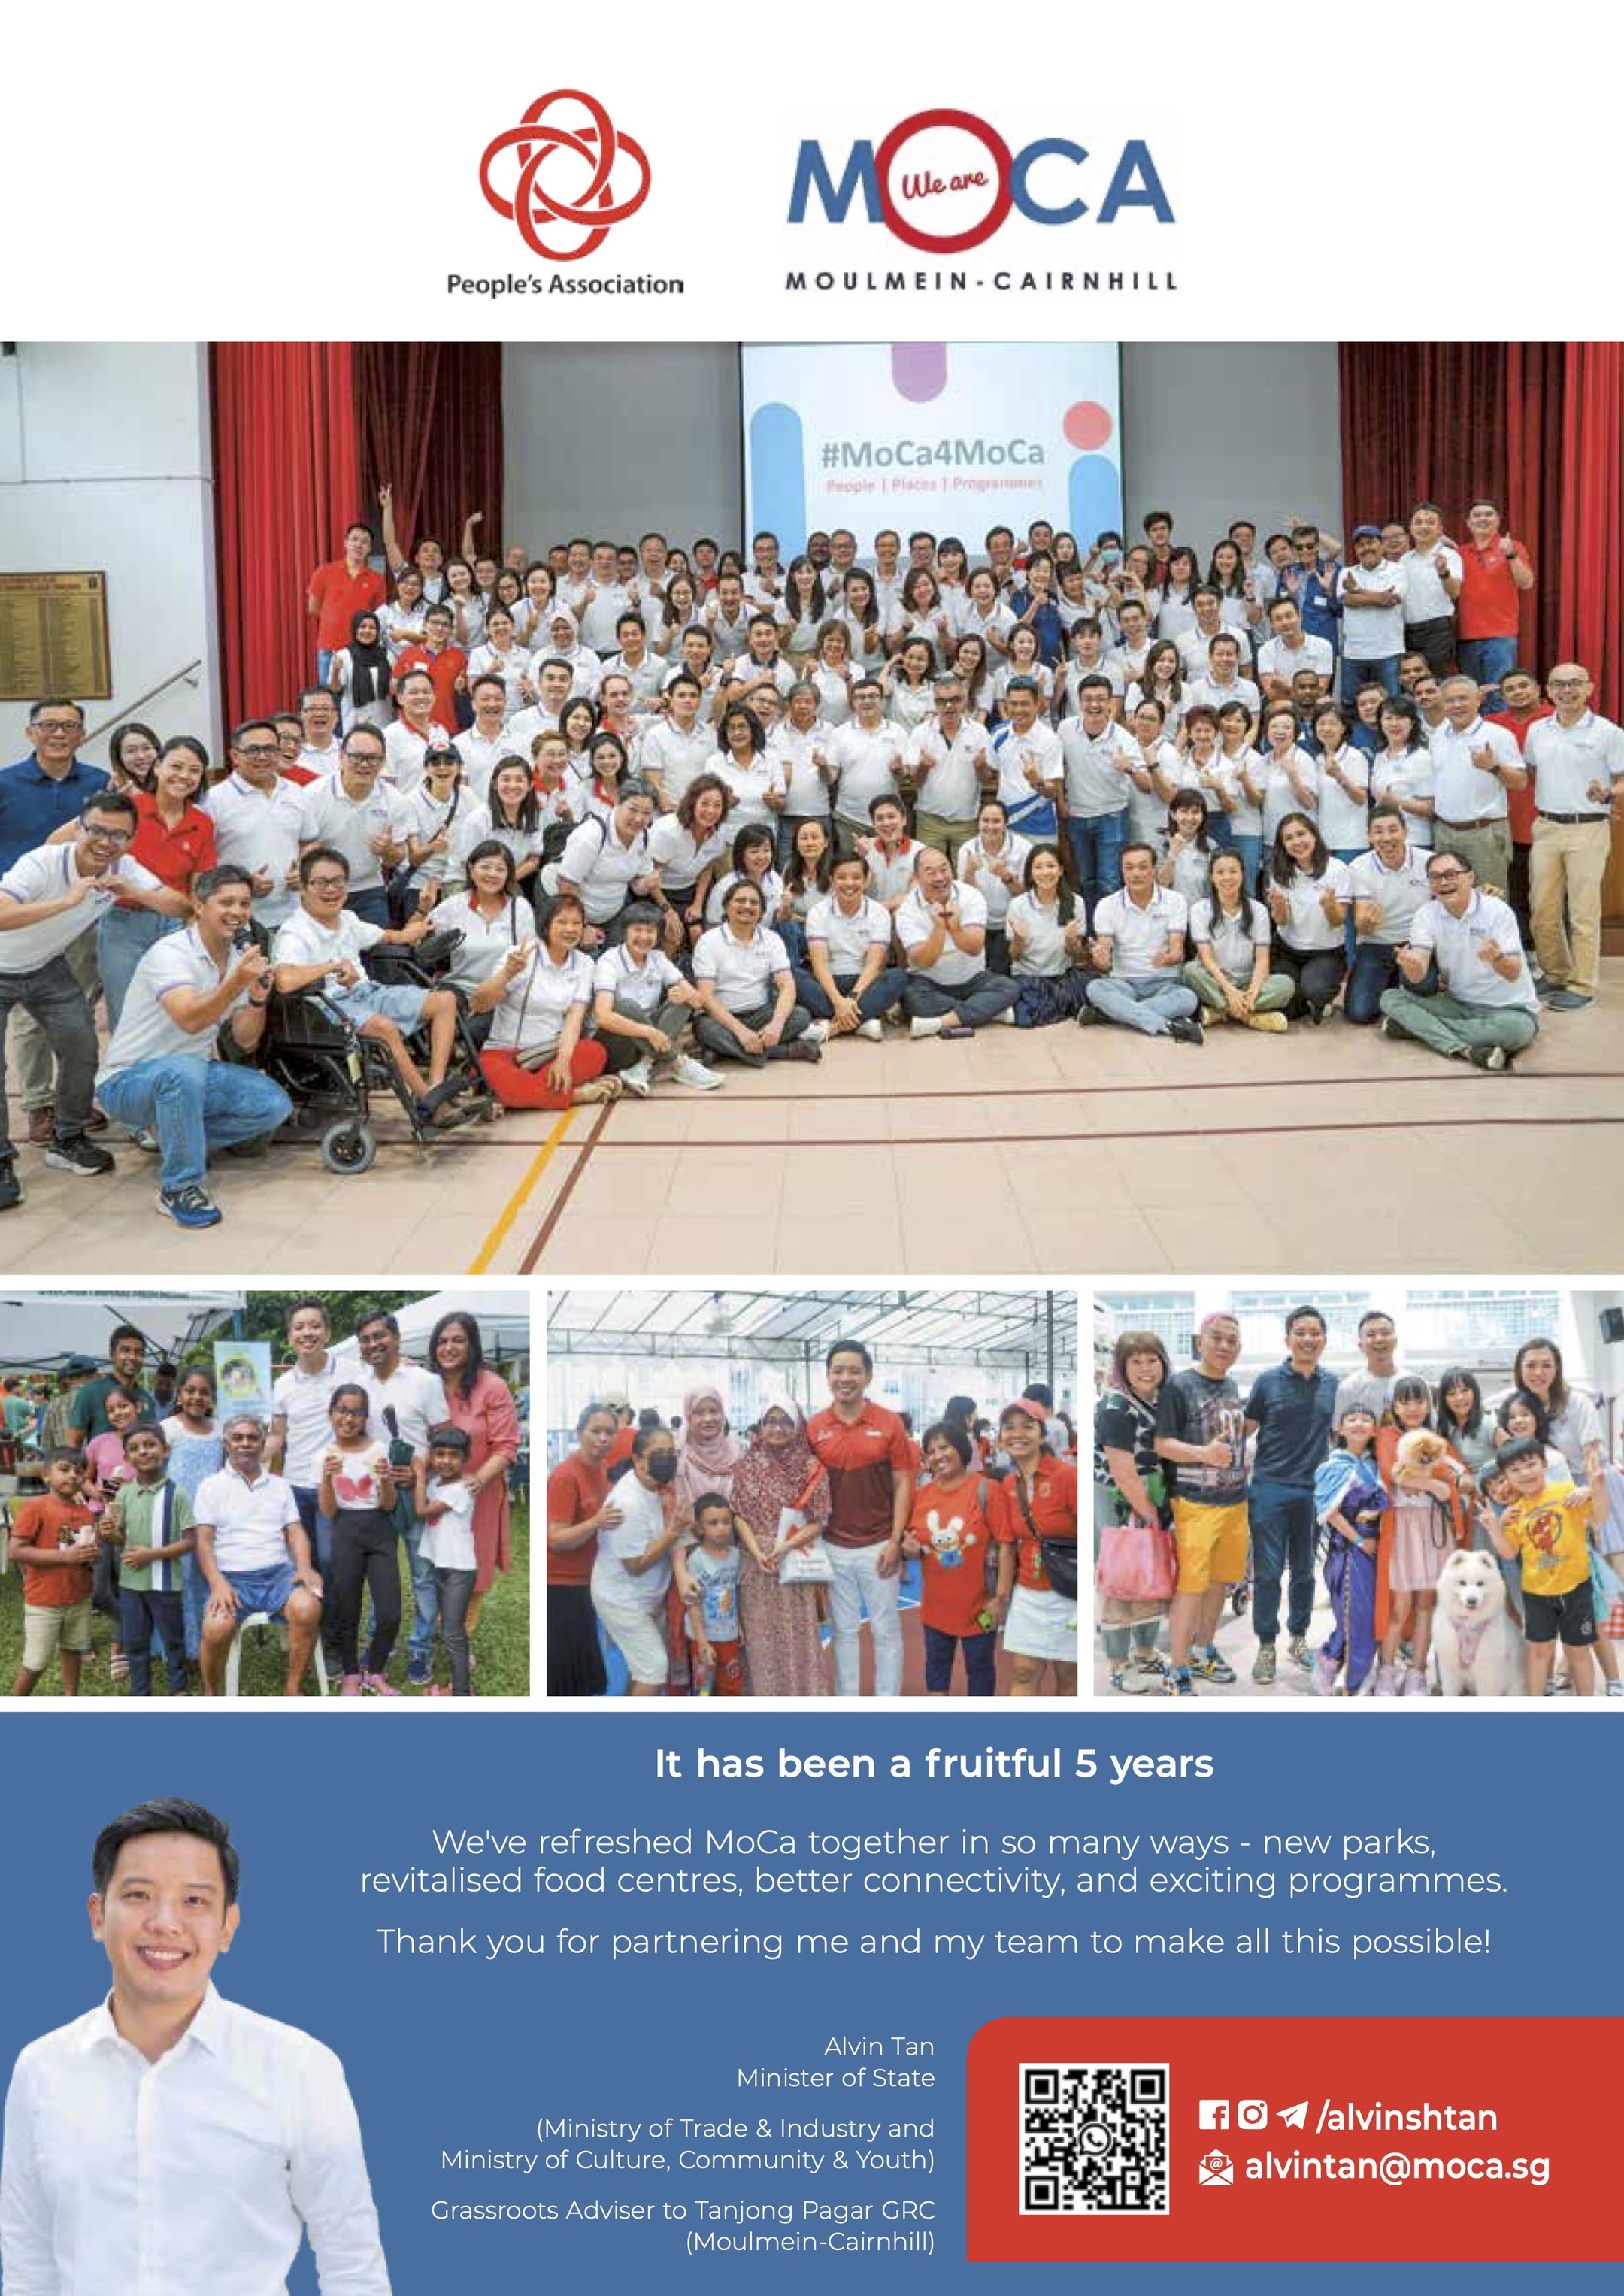 People's Association
MOCA
We are
MOULMEIN-CAIRNHILL
#MoCa4MoCa
People | Places | Programmes
It has been a fruitful 5 years
We've refreshed MoCa together in so many ways - new parks,
revitalised food centres, better connectivity, and exciting programmes.
Thank you for partnering me and my team to make all this possible!
Alvin Tan
Minister of State
(Ministry of Trade & Industry and
Ministry of Culture, Community & Youth)
Grassroots Adviser to Tanjong Pagar GRC
(Moulmein-Cairnhill)
/alvinshtan
alvintan@moca.sg